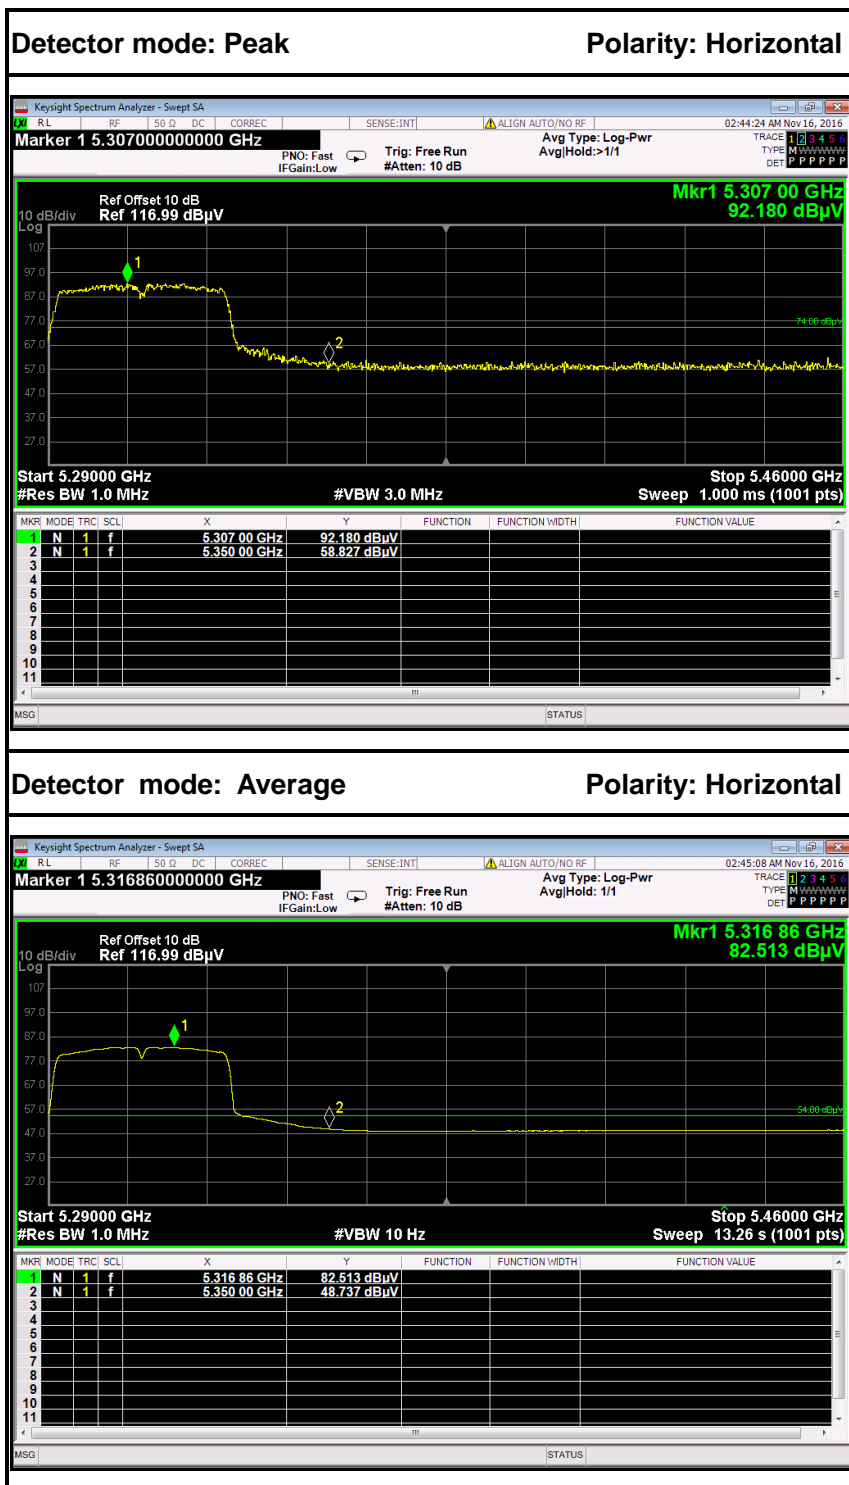 Detector mode: Peak Polarity: Horizontal
Keysight Spectrum Analyzer - Swept SA
LXI RL RF 50 Ω DC CORREC SENSE:INT ALIGN AUTO/NO RF 02:44:24 AM Nov 16, 2016
Marker 1 5.307000000000 GHz Avg Type: Log-Pwr TRACE 1 2 3 4 5 6
PNO: Fast Trig: Free Run Avg|Hold:>1/1 TYPE M WWWWW
IFGain:Low #Atten: 10 dB DET P P P P P P
Mkr1 5.307 00 GHz
Ref Offset 10 dB
10 dB/div Ref 116.99 dBµV 92.180 dBµV
Log
107
97.0
1
87.0
77.0
74.00 dBµV
67.0
2
57.0
47.0
37.0
27.0
Start 5.29000 GHz Stop 5.46000 GHz
#Res BW 1.0 MHz #VBW 3.0 MHz Sweep 1.000 ms (1001 pts)
MKR MODE TRC SCL X Y FUNCTION FUNCTION WIDTH FUNCTION VALUE
1 N 1 f 5.307 00 GHz 92.180 dBµV
2 N 1 f 5.350 00 GHz 58.827 dBµV
3
4
5
6
7
8
9
10
11
MSG STATUS
Detector mode: Average Polarity: Horizontal
Keysight Spectrum Analyzer - Swept SA
LXI RL RF 50 Ω DC CORREC SENSE:INT ALIGN AUTO/NO RF 02:45:08 AM Nov 16, 2016
Marker 1 5.316860000000 GHz Avg Type: Log-Pwr TRACE 1 2 3 4 5 6
PNO: Fast Trig: Free Run Avg|Hold: 1/1 TYPE M WWWWW
IFGain:Low #Atten: 10 dB DET P P P P P P
Mkr1 5.316 86 GHz
Ref Offset 10 dB
10 dB/div Ref 116.99 dBµV 82.513 dBµV
Log
107
97.0
1
87.0
77.0
67.0
57.0
2
54.00 dBµV
47.0
37.0
27.0
Start 5.29000 GHz Stop 5.46000 GHz
#Res BW 1.0 MHz #VBW 10 Hz Sweep 13.26 s (1001 pts)
MKR MODE TRC SCL X Y FUNCTION FUNCTION WIDTH FUNCTION VALUE
1 N 1 f 5.316 86 GHz 82.513 dBµV
2 N 1 f 5.350 00 GHz 48.737 dBµV
3
4
5
6
7
8
9
10
11
MSG STATUS